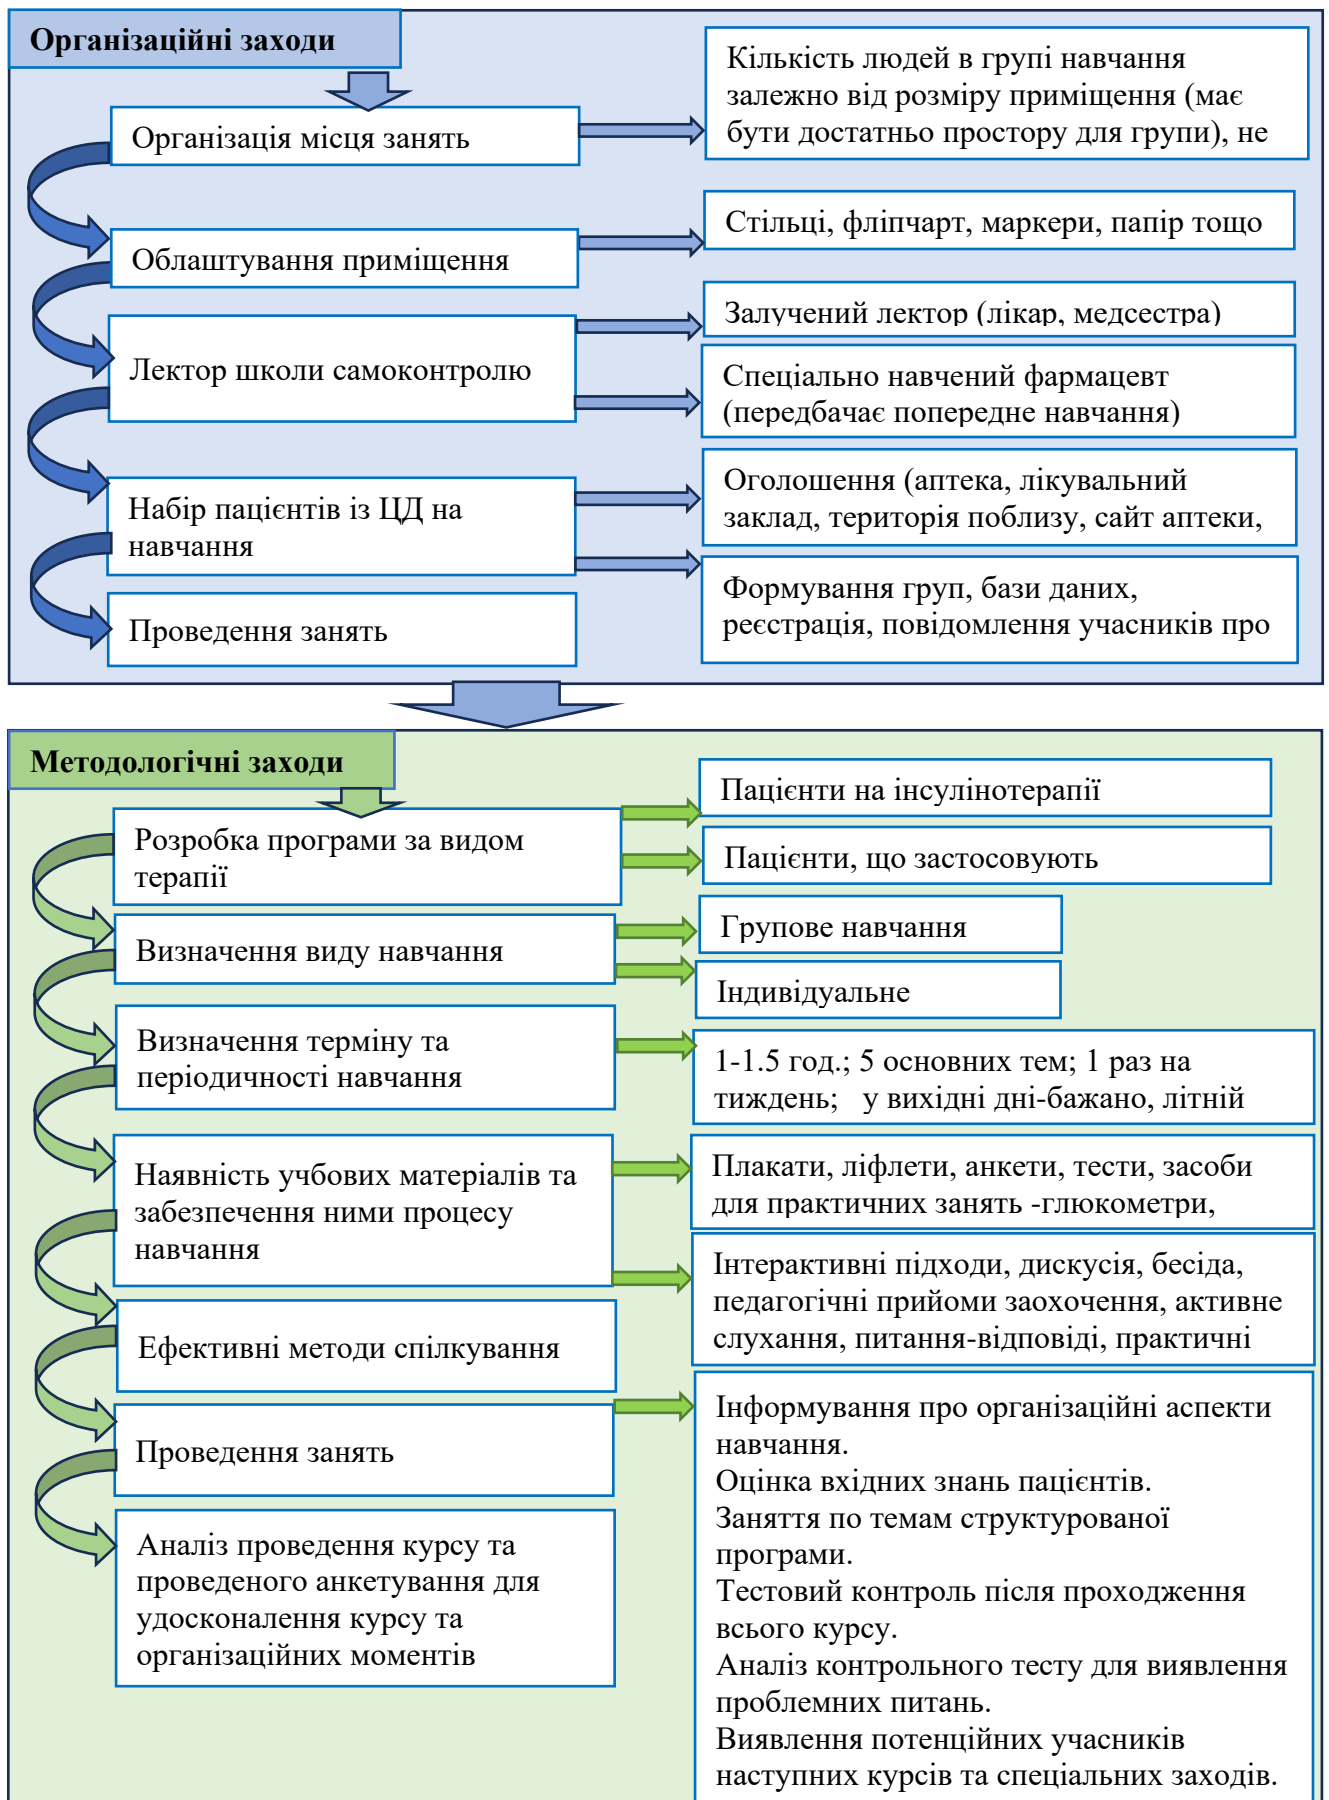 Організаційні заходи
Організація місця занять
Кількість людей в групі навчання
залежно від розміру приміщення (має
бути достатньо простору для групи), не
Облаштування приміщення
Стільці, фліпчарт, маркери, папір тощо
Лектор школи самоконтролю
Залучений лектор (лікар, медсестра)
Спеціально навчений фармацевт
(передбачає попереднє навчання)
Набір пацієнтів із ЦД на
навчання
Оголошення (аптека, лікувальний
заклад, територія поблизу, сайт аптеки,
Формування груп, бази даних,
реєстрація, повідомлення учасників про
Проведення занять
Методологічні заходи
Розробка програми за видом
терапії
Пацієнти на інсулінотерапії
Пацієнти, що застосовують
Визначення виду навчання
Групове навчання
Індивідуальне
Визначення терміну та
періодичності навчання
1-1.5 год.; 5 основних тем; 1 раз на
тиждень;   у вихідні дні-бажано, літній
Наявність учбових матеріалів та
забезпечення ними процесу
навчання
Плакати, ліфлети, анкети, тести, засоби
для практичних занять -глюкометри,
Інтерактивні підходи, дискусія, бесіда,
педагогічні прийоми заохочення, активне
слухання, питання-відповіді, практичні
Ефективні методи спілкування
Проведення занять
Інформування про організаційні аспекти
навчання.
Оцінка вхідних знань пацієнтів.
Заняття по темам структурованої
програми.
Тестовий контроль після проходження
всього курсу.
Аналіз контрольного тесту для виявлення
проблемних питань.
Виявлення потенційних учасників
наступних курсів та спеціальних заходів.
Аналіз проведення курсу та
проведеного анкетування для
удосконалення курсу та
організаційних моментів